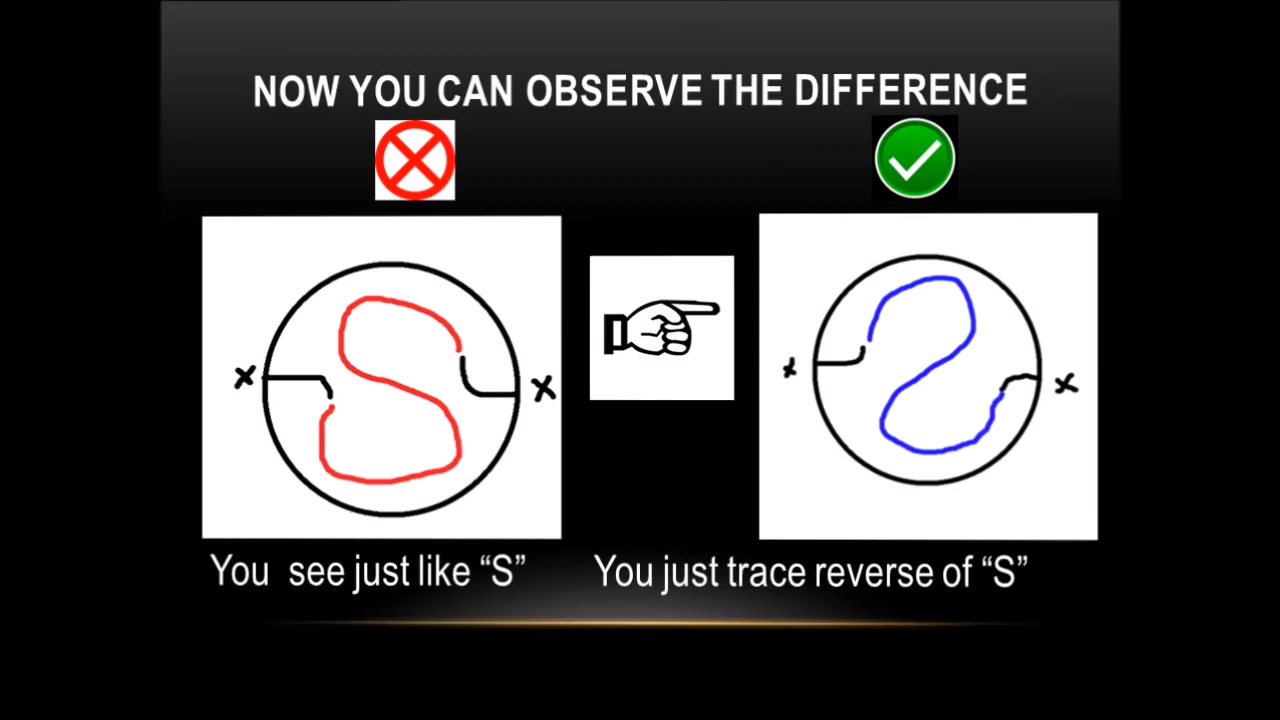 NOW YOU CAN OBSERVE THE DIFFERENCE
x x
x x
You see just like “S”
You just trace reverse of “S”